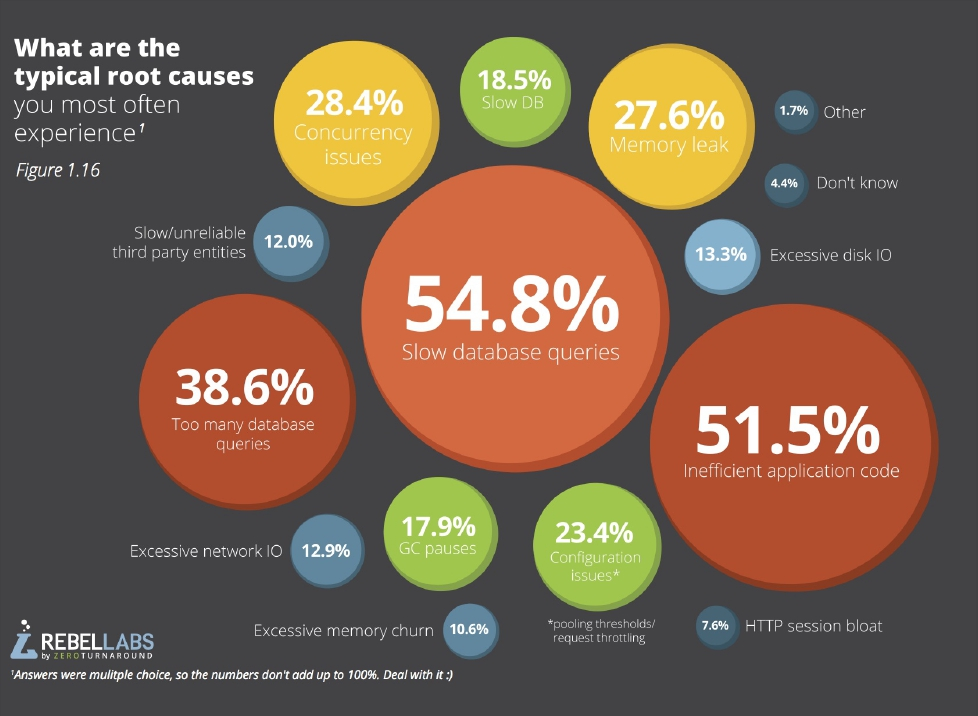 What are the
typical root causes
you most often
experience¹
Figure 1.16
28.4%
Concurrency
issues
18.5%
Slow DB
27.6%
Memory leak
1.7%
Other
4.4%
Don't know
Slow/unreliable
third party entities
12.0%
13.3%
Excessive disk IO
54.8%
Slow database queries
38.6%
Too many database
queries
51.5%
Inefficient application code
Excessive network IO
12.9%
17.9%
GC pauses
23.4%
Configuration
issues*
*pooling thresholds/
request throttling
Excessive memory churn
10.6%
7.6%
HTTP session bloat
REBELLABS
by ZEROTURNAROUND
¹Answers were mulitple choice, so the numbers don't add up to 100%. Deal with it :)